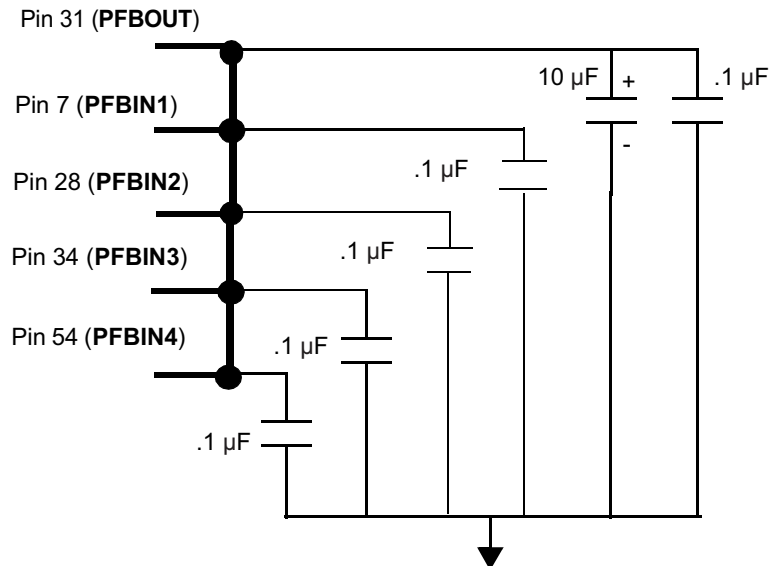 Pin 31 (PFBOUT)
10 µF + .1 µF
Pin 7 (PFBIN1)
-
.1 µF
Pin 28 (PFBIN2)
.1 µF
Pin 34 (PFBIN3)
Pin 54 (PFBIN4)
.1 µF
.1 µF